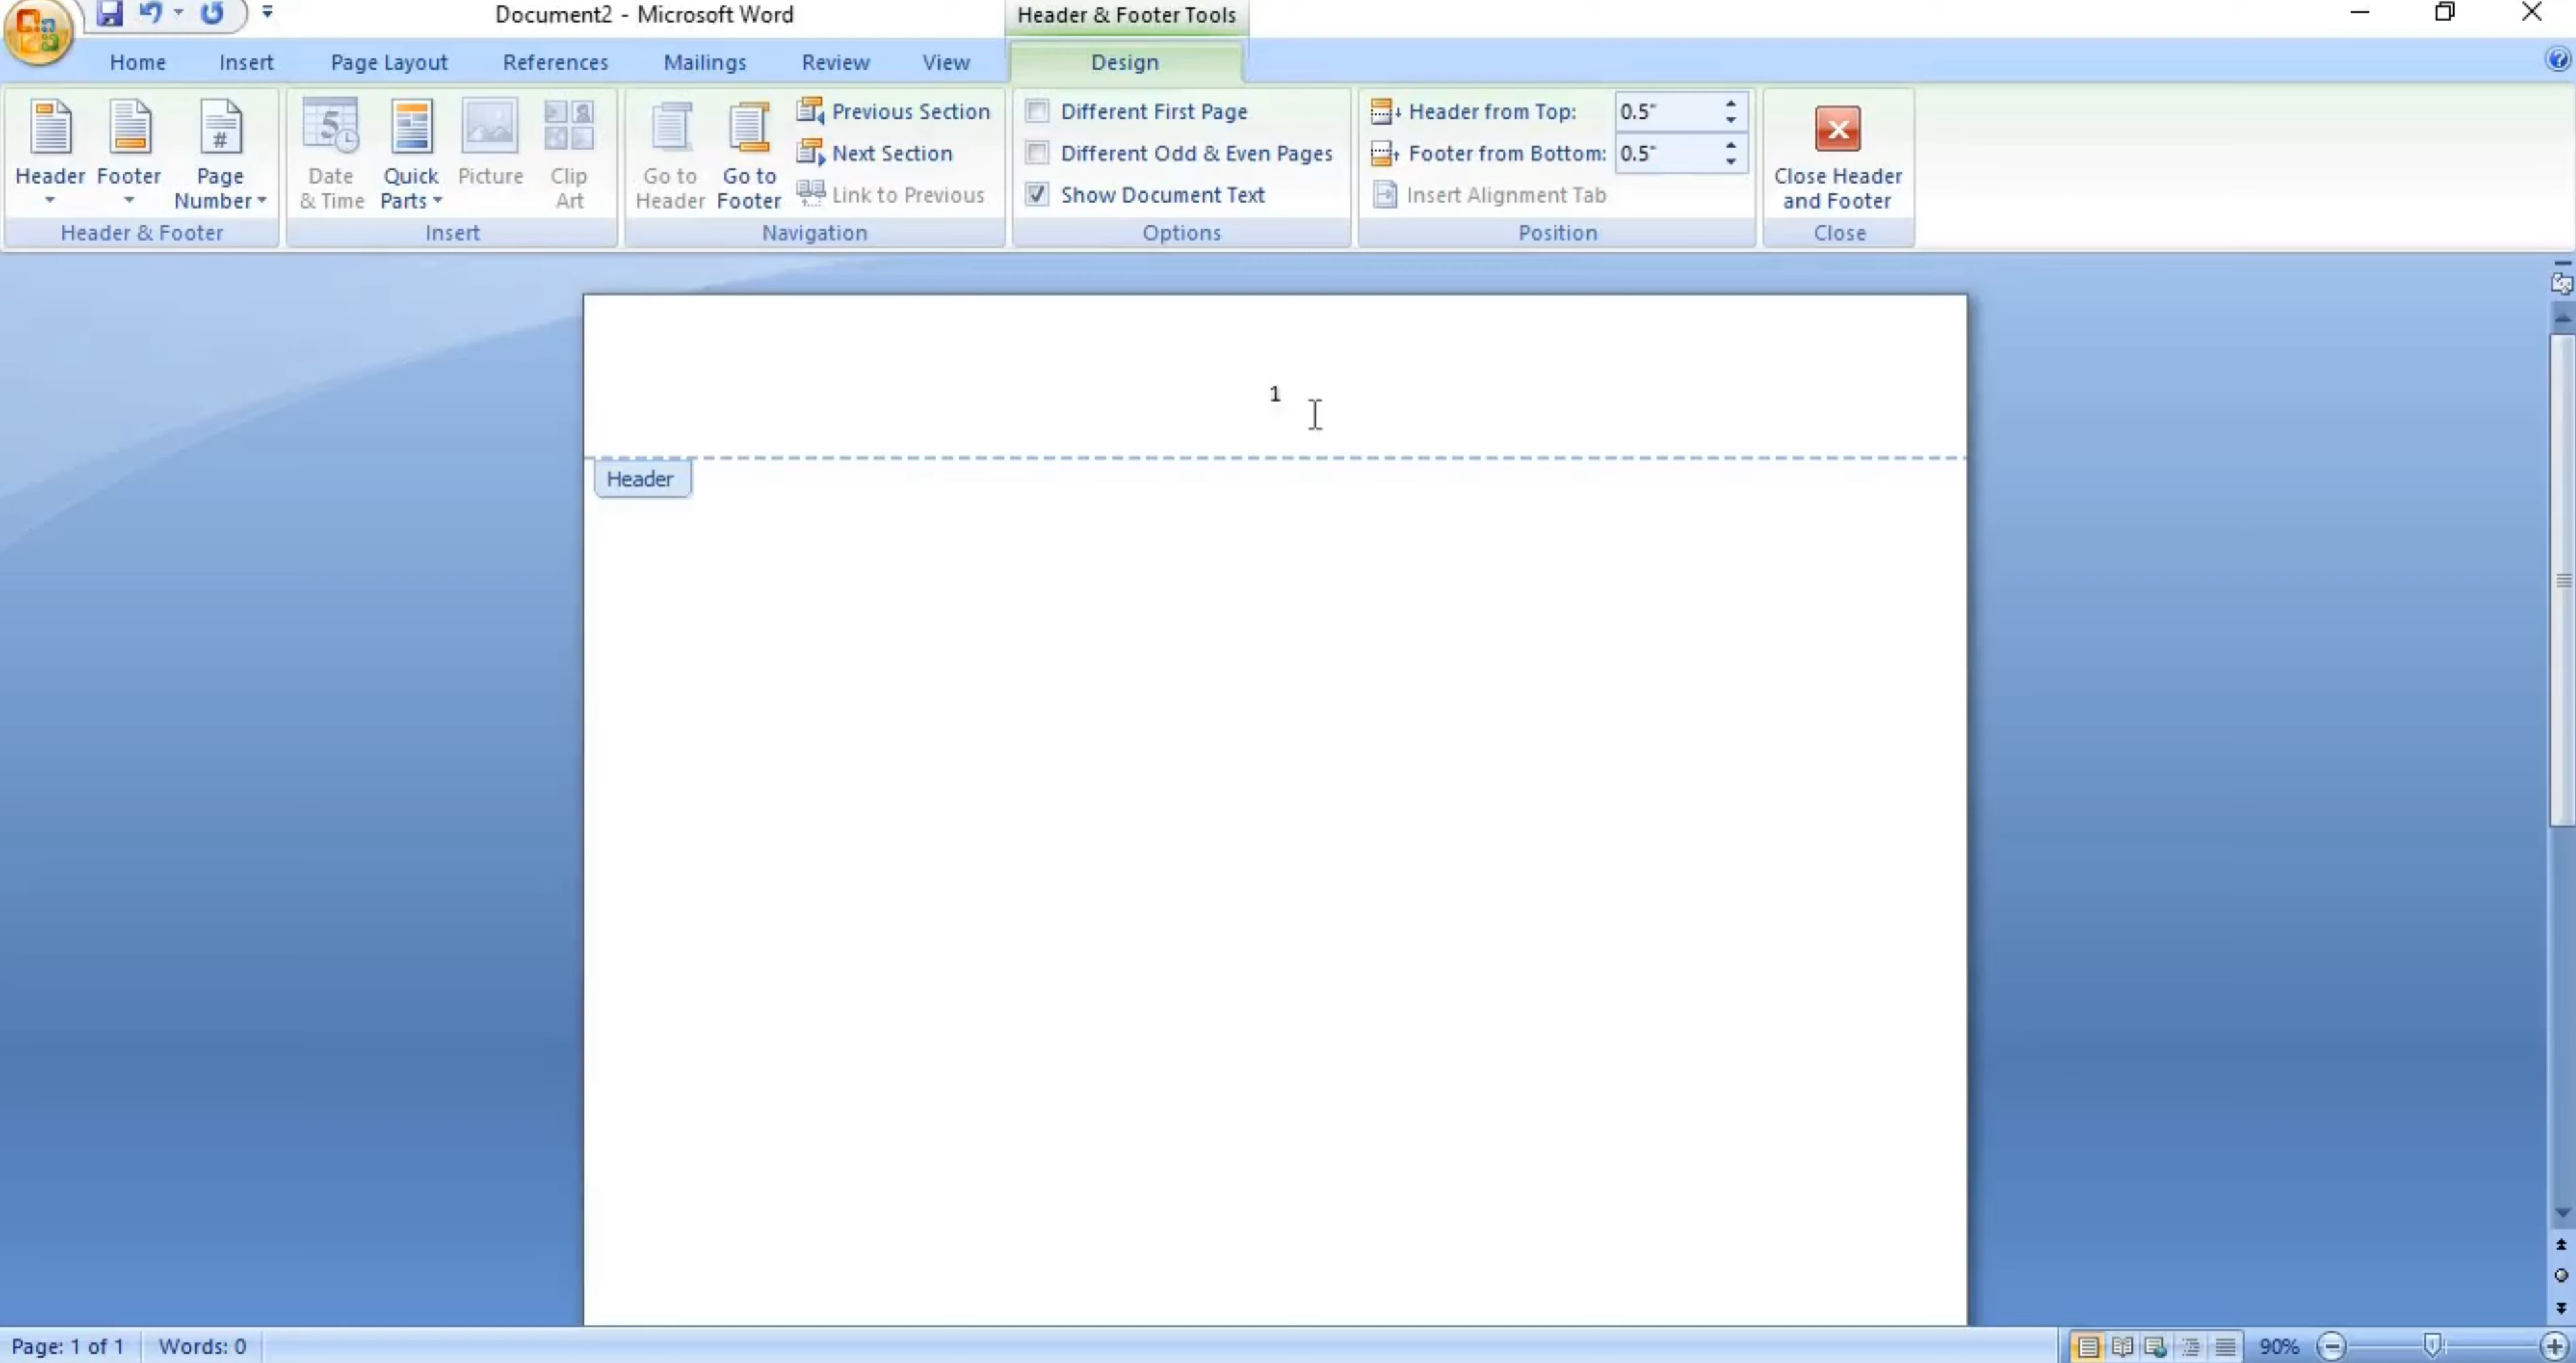 Document2 - Microsoft Word
Header & Footer Tools
Home Insert Page Layout References Mailings Review View Design
Header Footer Page Number
Header & Footer
5
Date & Time Quick Parts Picture Clip Art
Insert
Go to Header Go to Footer
Previous Section
Next Section
Link to Previous
Navigation
Different First Page
Different Odd & Even Pages
Show Document Text
Options
Header from Top: 0.5"
Footer from Bottom: 0.5"
Insert Alignment Tab
Position
Close Header and Footer
Close
1
Header
Page: 1 of 1 Words: 0 90%